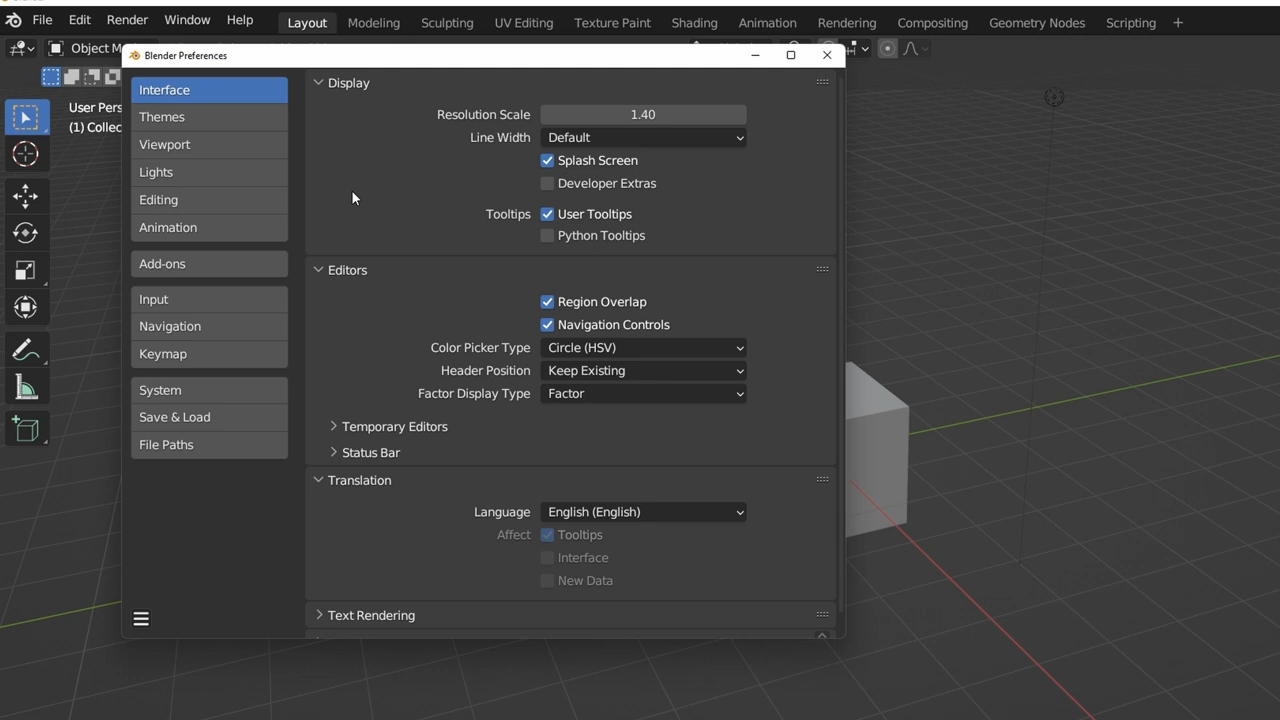 File Edit Render Window Help Layout Modeling Sculpting UV Editing Texture Paint Shading Animation Rendering Compositing Geometry Nodes Scripting +
Object M
Blender Preferences
User Pers
(1) Collec
Interface
Themes
Viewport
Lights
Editing
Animation
Add-ons
Input
Navigation
Keymap
System
Save & Load
File Paths
Display
Resolution Scale 1.40
Line Width Default
Splash Screen
Developer Extras
Tooltips User Tooltips
Python Tooltips
Editors
Region Overlap
Navigation Controls
Color Picker Type Circle (HSV)
Header Position Keep Existing
Factor Display Type Factor
Temporary Editors
Status Bar
Translation
Language English (English)
Affect Tooltips
Interface
New Data
Text Rendering